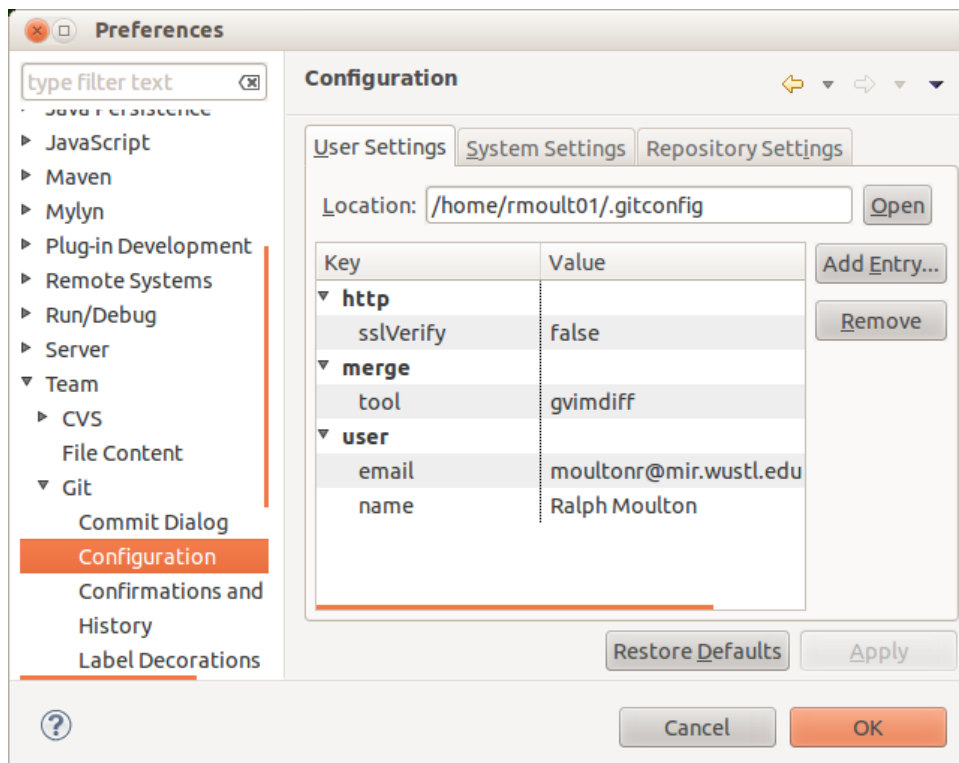 Preferences
type filter text
Java Persistence
JavaScript
Maven
Mylyn
Plug-in Development
Remote Systems
Run/Debug
Server
Team
CVS
File Content
Git
Commit Dialog
Configuration
Confirmations and
History
Label Decorations
Configuration
User Settings System Settings Repository Settings
Location: /home/rmoult01/.gitconfig Open
Key Value
http
sslVerify false
merge
tool gvimdiff
user
email moultonr@mir.wustl.edu
name Ralph Moulton
Add Entry...
Remove
Restore Defaults Apply
? Cancel OK